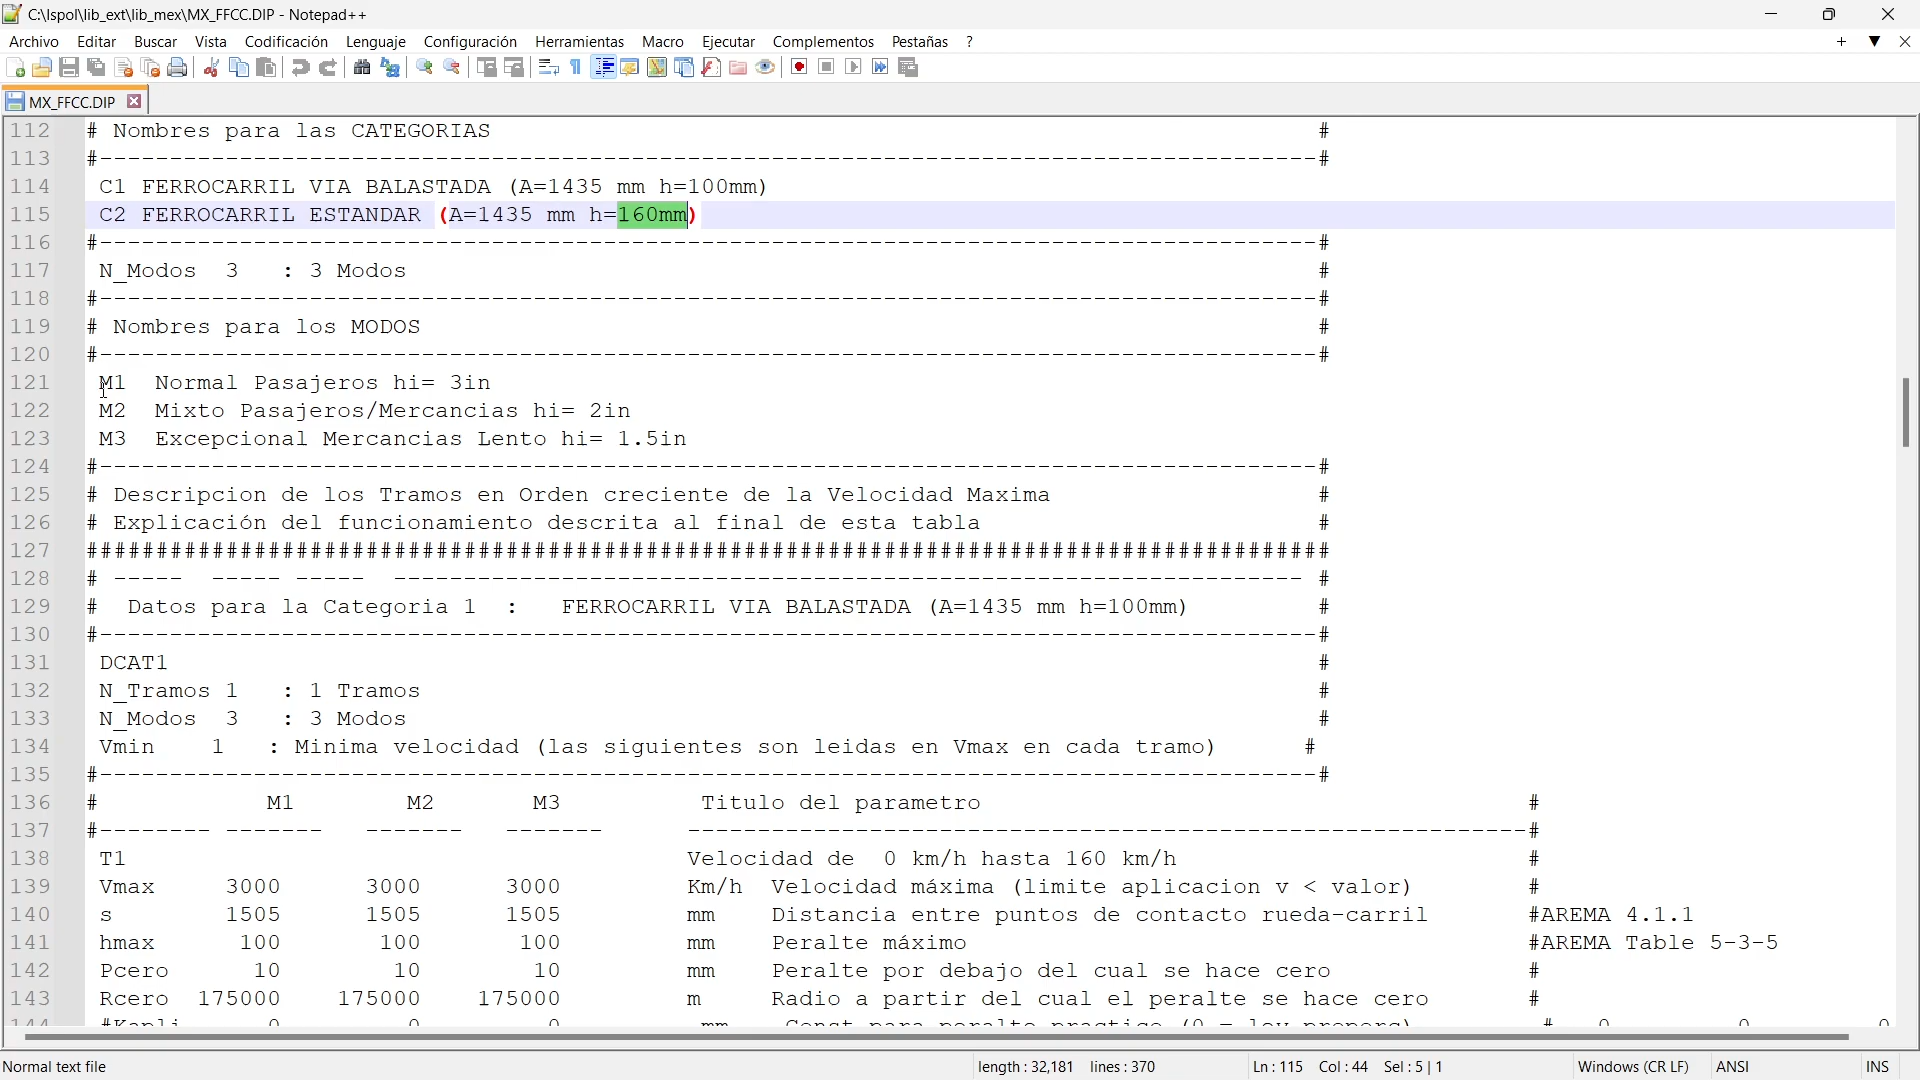 C:\Ispol\lib_ext\lib_mex\MX_FFCC.DIP - Notepad++
Archivo Editar Buscar Vista Codificación Lenguaje Configuración Herramientas Macro Ejecutar Complementos Pestañas ?
MX_FFCC.DIP
112 # Nombres para las CATEGORIAS #
113 #---------------------------------------------------------------------------------------#
114 C1 FERROCARRIL VIA BALASTADA (A=1435 mm h=100mm)
115 C2 FERROCARRIL ESTANDAR (A=1435 mm h=160mm)
116 #---------------------------------------------------------------------------------------#
117 N_Modos 3 : 3 Modos #
118 #---------------------------------------------------------------------------------------#
119 # Nombres para los MODOS #
120 #---------------------------------------------------------------------------------------#
121 M1 Normal Pasajeros hi= 3in
122 M2 Mixto Pasajeros/Mercancias hi= 2in
123 M3 Excepcional Mercancias Lento hi= 1.5in
124 #---------------------------------------------------------------------------------------#
125 # Descripcion de los Tramos en Orden creciente de la Velocidad Maxima #
126 # Explicación del funcionamiento descrita al final de esta tabla #
127 #########################################################################################
128 # ----- ----- ----- ----------------------------------------------------------------- #
129 # Datos para la Categoria 1 : FERROCARRIL VIA BALASTADA (A=1435 mm h=100mm) #
130 #---------------------------------------------------------------------------------------#
131 DCAT1 #
132 N_Tramos 1 : 1 Tramos #
133 N_Modos 3 : 3 Modos #
134 Vmin 1 : Minima velocidad (las siguientes son leidas en Vmax en cada tramo) #
135 #---------------------------------------------------------------------------------------#
136 # M1 M2 M3 Titulo del parametro #
137 #-------- ------- ------- ------- ------------------------------------------------------------#
138 T1 Velocidad de 0 km/h hasta 160 km/h #
139 Vmax 3000 3000 3000 Km/h Velocidad máxima (limite aplicacion v < valor) #
140 s 1505 1505 1505 mm Distancia entre puntos de contacto rueda-carril #AREMA 4.1.1
141 hmax 100 100 100 mm Peralte máximo #AREMA Table 5-3-5
142 Pcero 10 10 10 mm Peralte por debajo del cual se hace cero #
143 Rcero 175000 175000 175000 m Radio a partir del cual el peralte se hace cero #
Normal text file length : 32,181 lines : 370 Ln : 115 Col : 44 Sel : 5 | 1 Windows (CR LF) ANSI INS